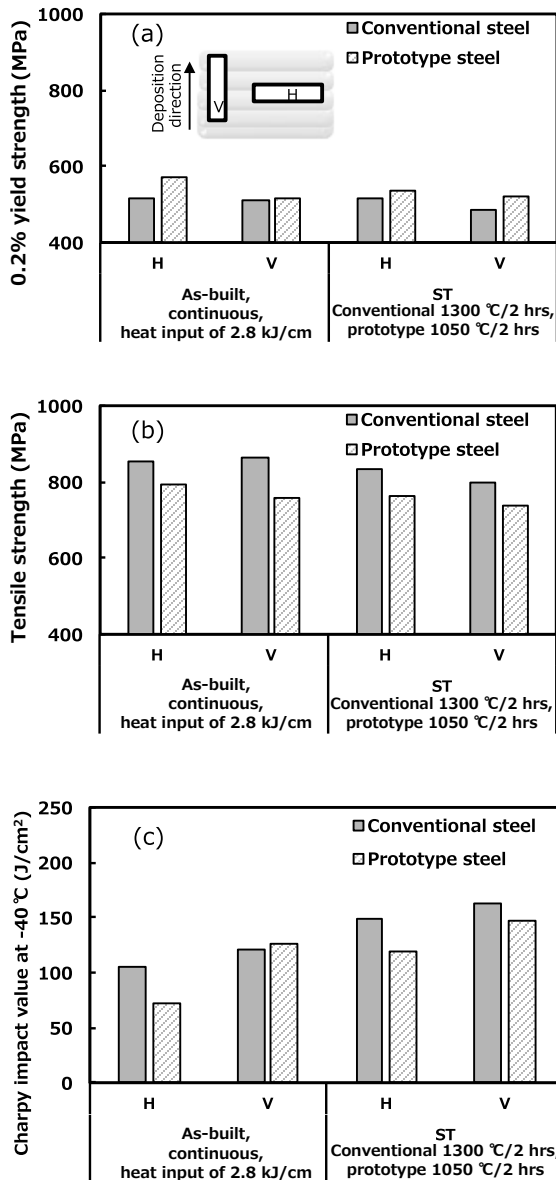 (a)
Conventional steel
Prototype steel
Deposition
direction
V
H
0.2% yield strength (MPa)
1000
800
600
400
H
V
H
V
As-built,
continuous,
heat input of 2.8 kJ/cm
ST
Conventional 1300 ℃/2 hrs,
prototype 1050 ℃/2 hrs
(b)
Conventional steel
Prototype steel
Tensile strength (MPa)
1000
800
600
400
H
V
H
V
As-built,
continuous,
heat input of 2.8 kJ/cm
ST
Conventional 1300 ℃/2 hrs,
prototype 1050 ℃/2 hrs
(c)
Conventional steel
Prototype steel
Charpy impact value at -40℃ (J/cm²)
250
200
150
100
50
0
H
V
H
V
As-built,
continuous,
heat input of 2.8 kJ/cm
ST
Conventional 1300 ℃/2 hrs,
prototype 1050 ℃/2 hrs